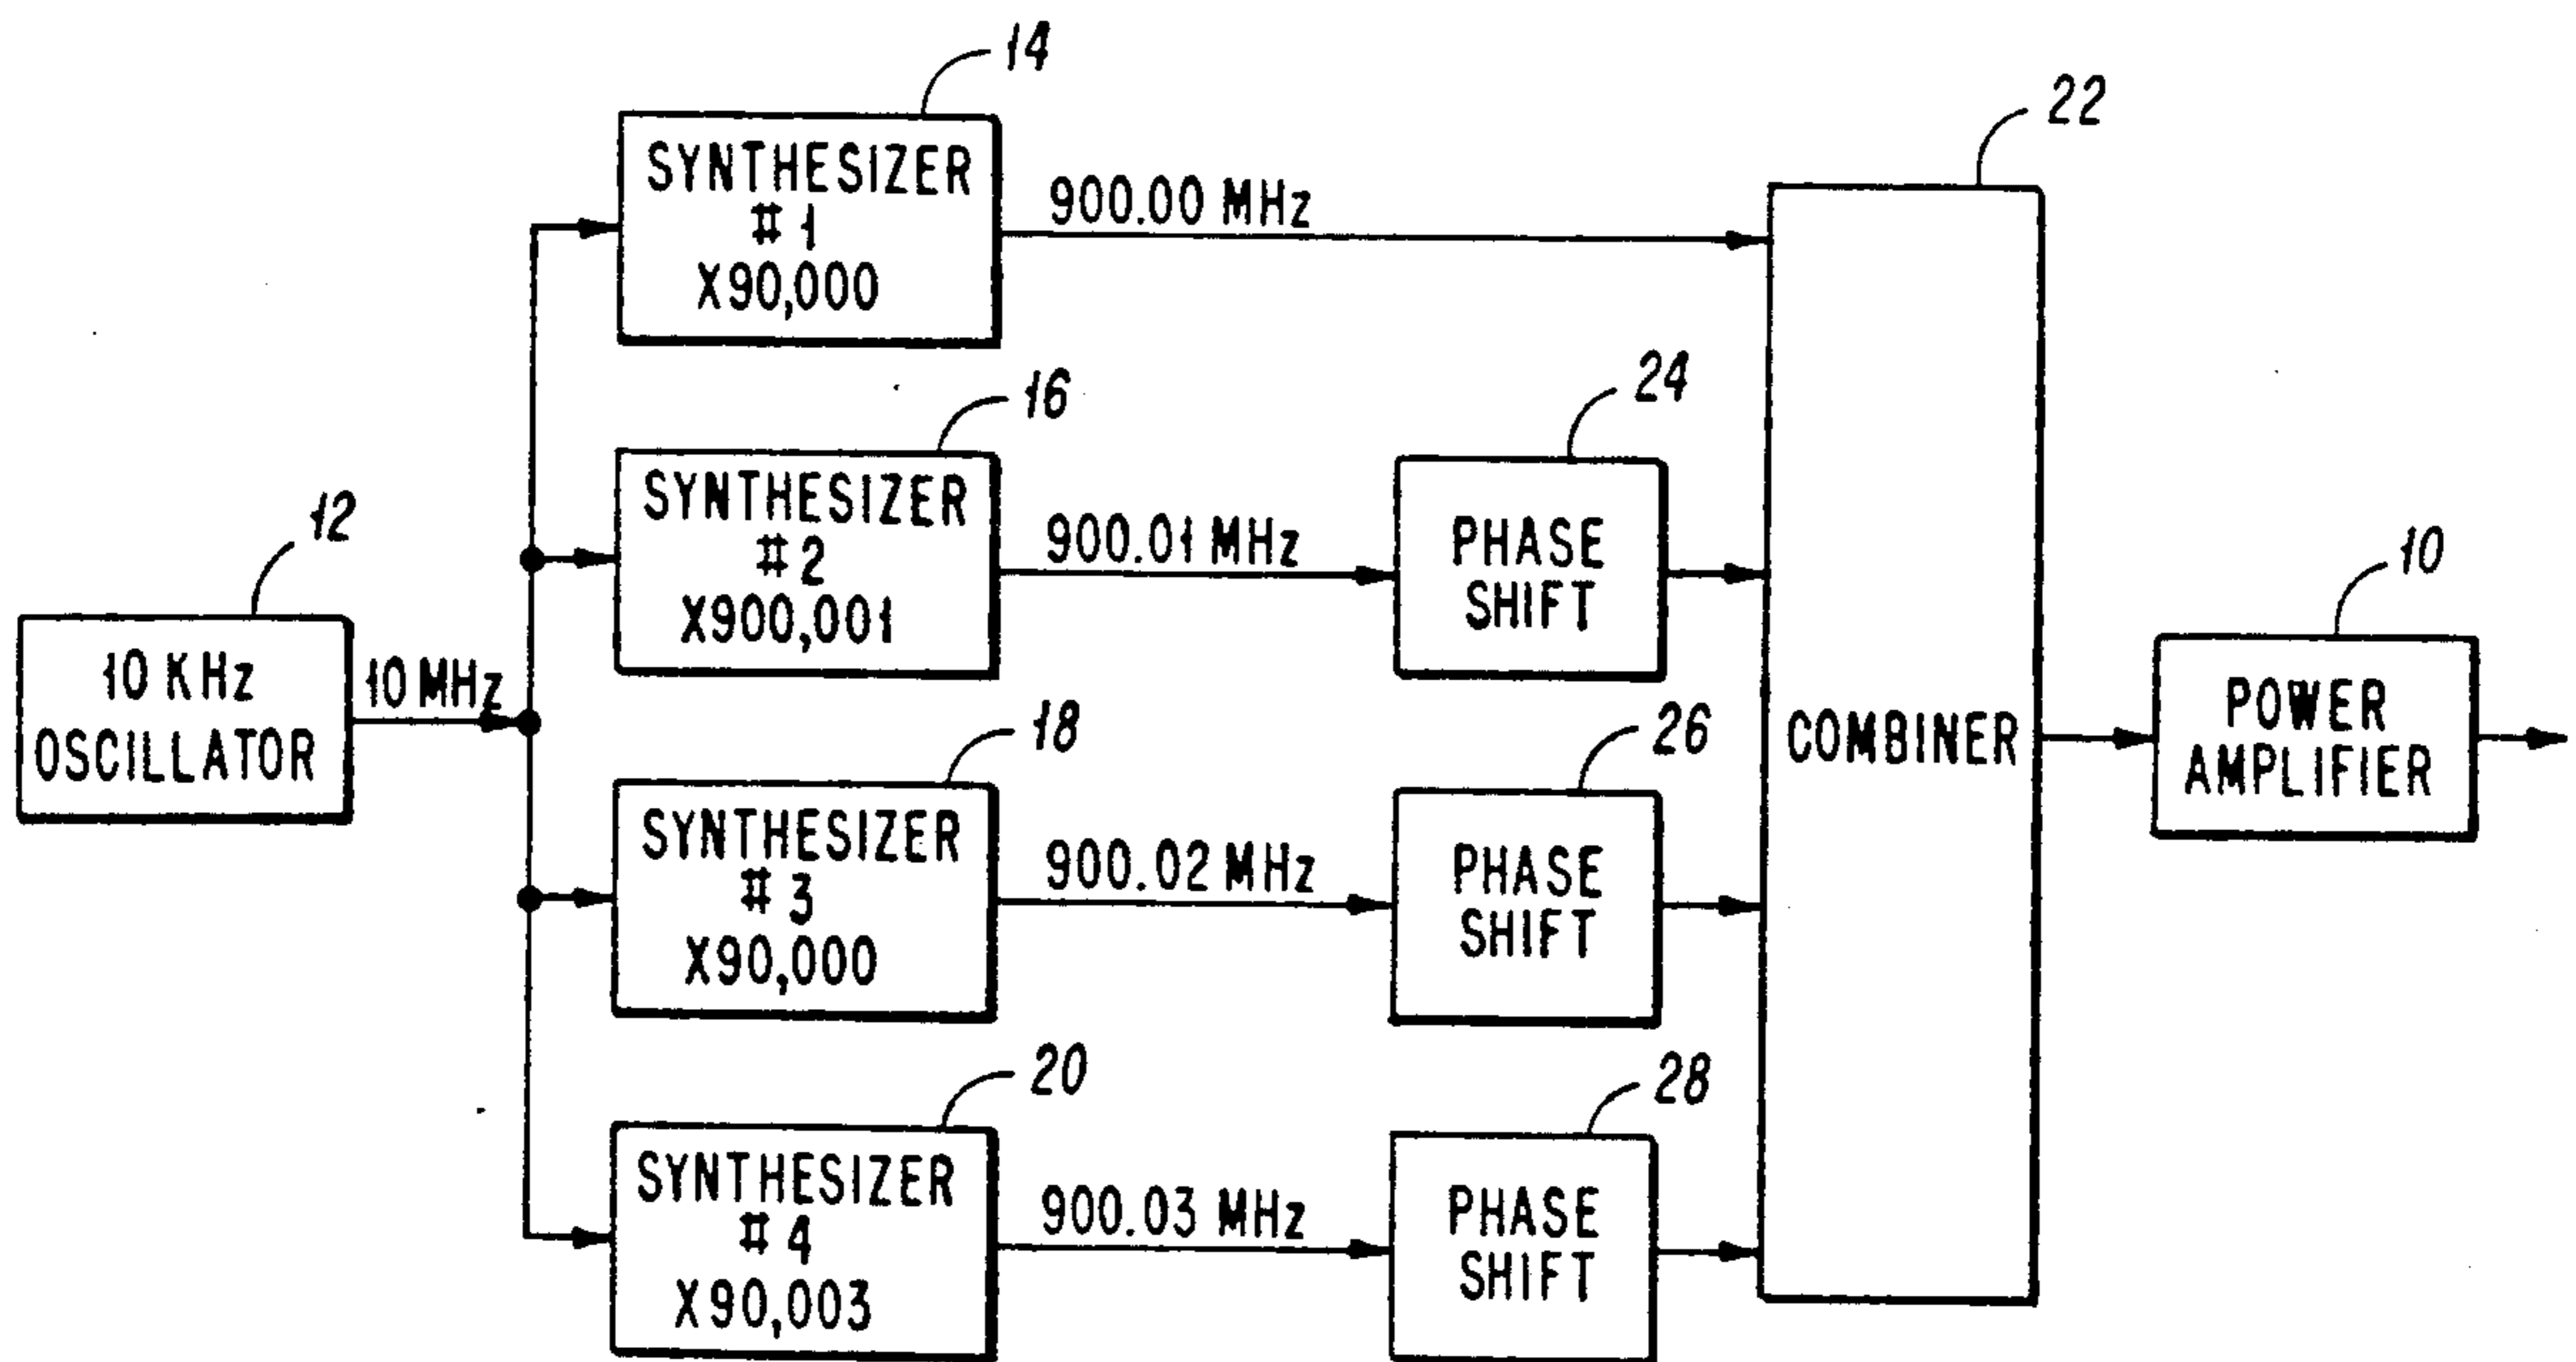 14
SYNTHESIZER
#1
X90,000
900.00 MHz
22
16
SYNTHESIZER
#2
X900,001
900.01 MHz
24
PHASE
SHIFT
12
10 KHz
OSCILLATOR
10 MHz
18
SYNTHESIZER
#3
X90,000
900.02 MHz
26
PHASE
SHIFT
COMBINER
10
POWER
AMPLIFIER
20
SYNTHESIZER
#4
X90,003
900.03 MHz
28
PHASE
SHIFT